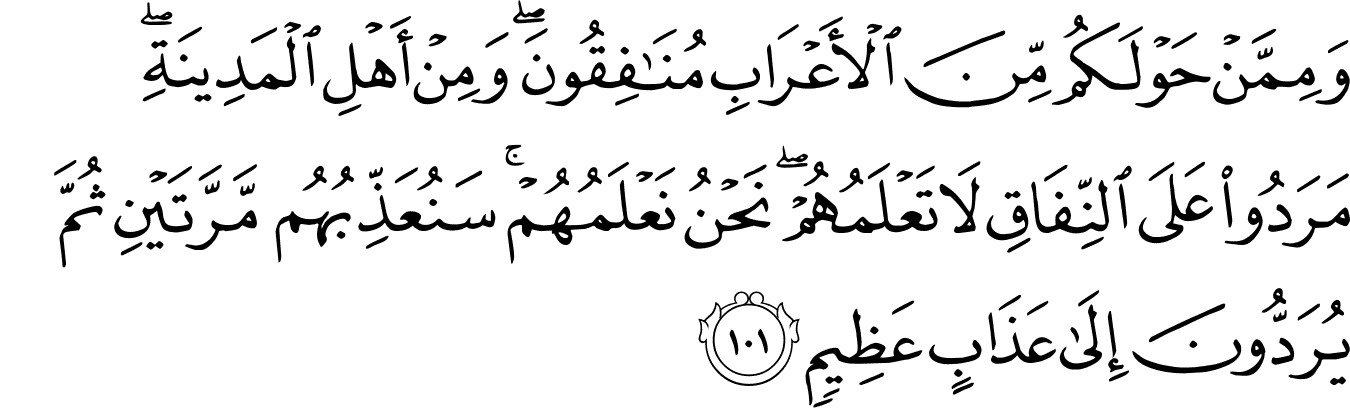 وَمِمَّنْ حَوْلَكُم مِّنَ ٱلْأَعْرَابِ مُنَـٰفِقُونَ ۖ وَمِنْ أَهْلِ ٱلْمَدِينَةِ ۖ
مَرَدُوا۟ عَلَى ٱلنِّفَاقِ لَا تَعْلَمُهُمْ ۖ نَحْنُ نَعْلَمُهُمْ ۚ سَنُعَذِّبُهُم مَّرَّتَيْنِ ثُمَّ
يُرَدُّونَ إِلَىٰ عَذَابٍ عَظِيمٍ ١٠١